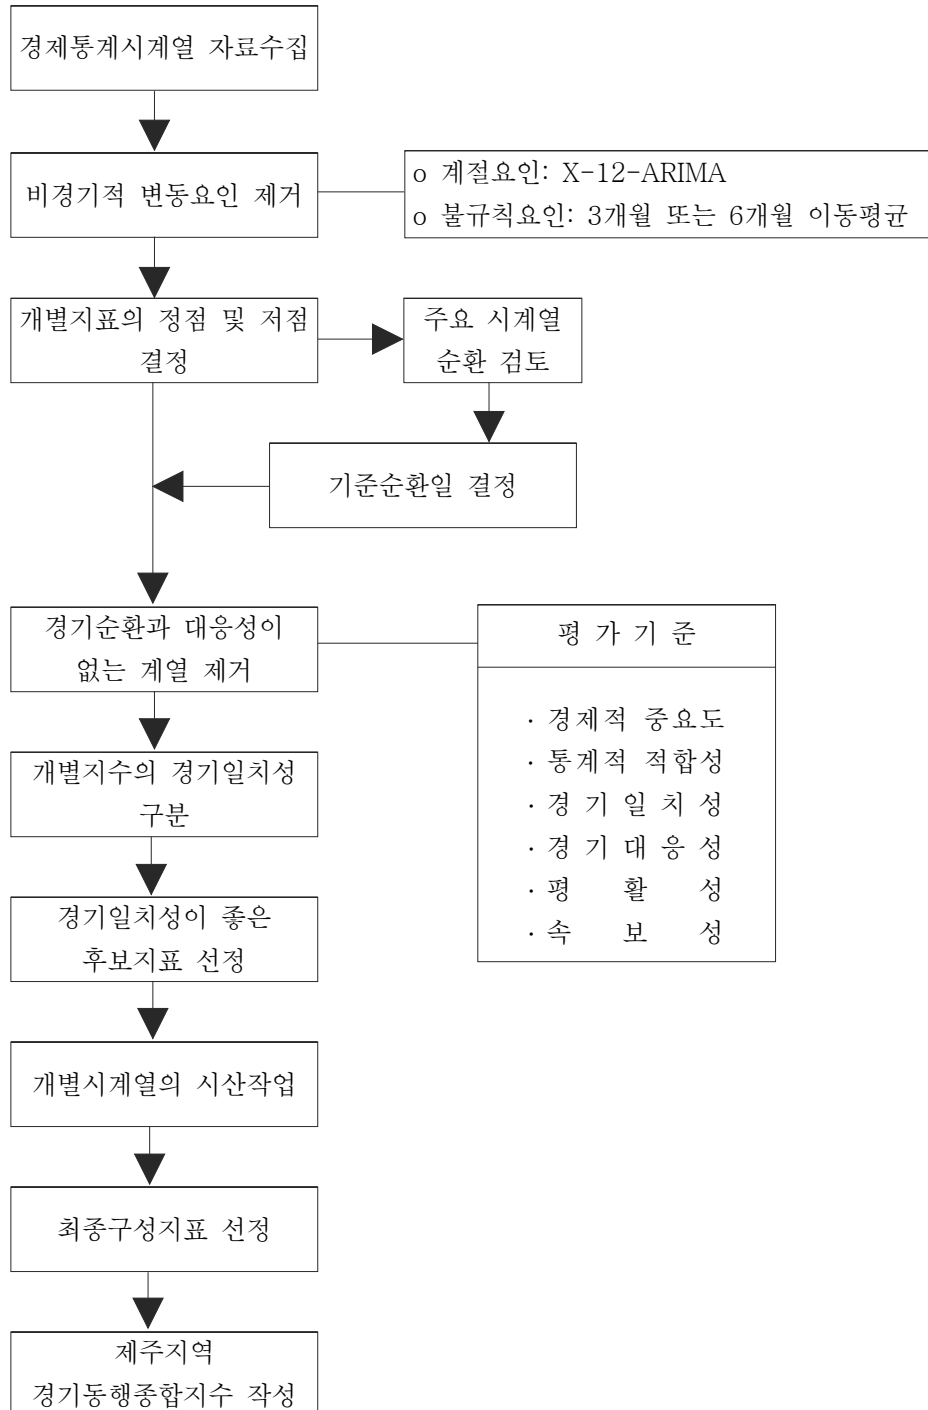 경제통계시계열 자료수집
비경기적 변동요인 제거
o 계절요인: X-12-ARIMA
o 불규칙요인: 3개월 또는 6개월 이동평균
개별지표의 정점 및 저점
결정
주요 시계열
순환 검토
기준순환일 결정
경기순환과 대응성이
없는 계열 제거
평 가 기 준
· 경제적 중요도
· 통계적 적합성
· 경 기 일 치 성
· 경 기 대 응 성
· 평 활 성
· 속 보 성
개별지수의 경기일치성
구분
경기일치성이 좋은
후보지표 선정
개별시계열의 시산작업
최종구성지표 선정
제주지역
경기동행종합지수 작성